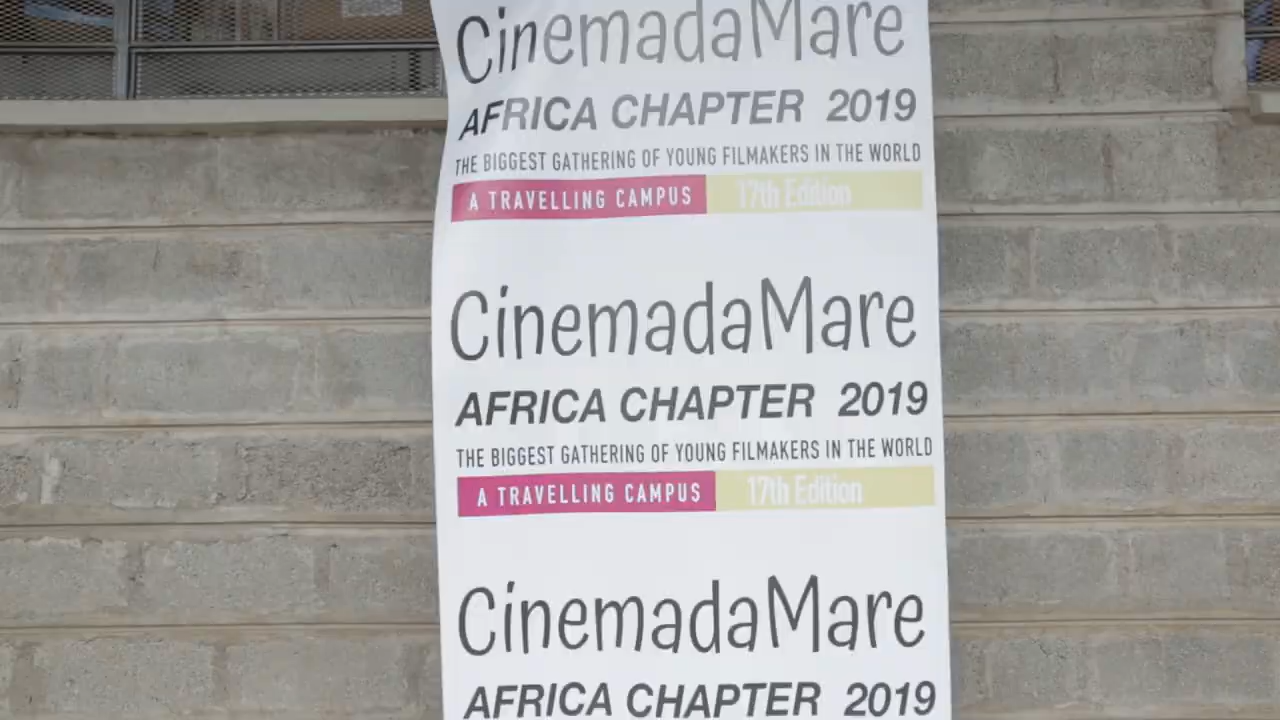 CinemadaMare
AFRICA CHAPTER 2019
THE BIGGEST GATHERING OF YOUNG FILMAKERS IN THE WORLD
A TRAVELLING CAMPUS 17th Edition
CinemadaMare
AFRICA CHAPTER 2019
THE BIGGEST GATHERING OF YOUNG FILMAKERS IN THE WORLD
A TRAVELLING CAMPUS 17th Edition
CinemadaMare
AFRICA CHAPTER 2019